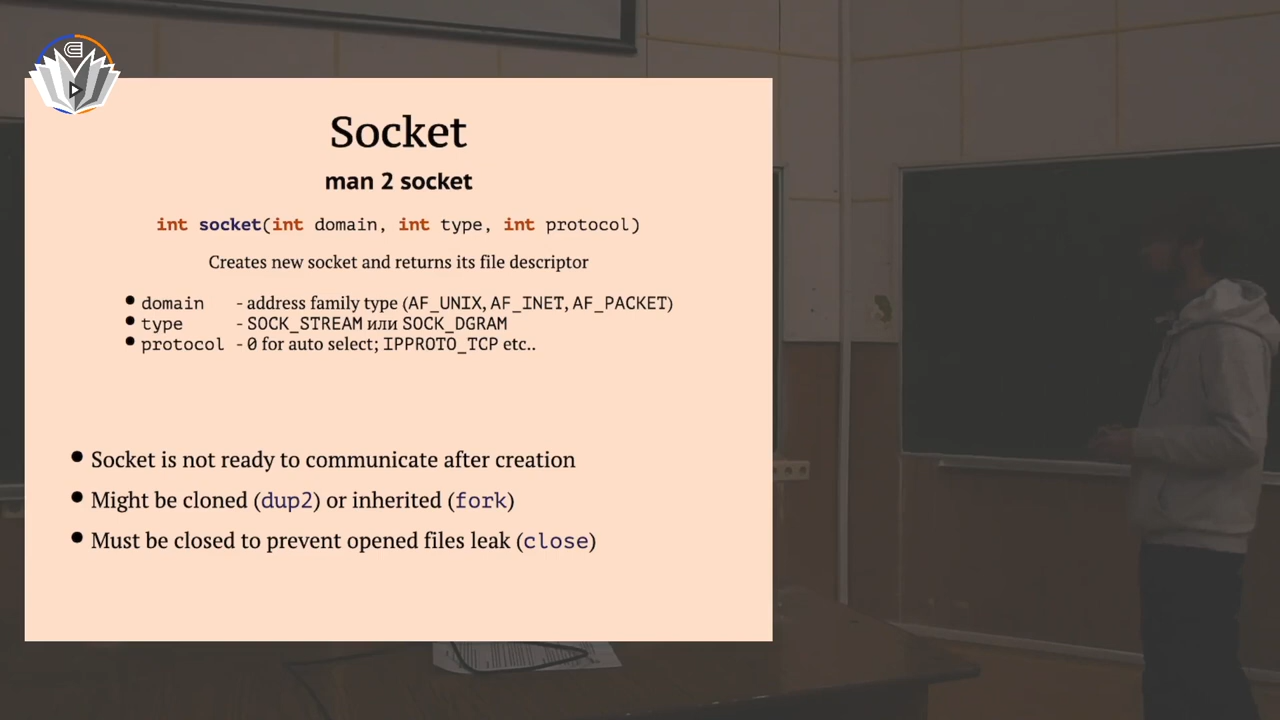 Socket
man 2 socket
int socket(int domain, int type, int protocol)
Creates new socket and returns its file descriptor
● domain - address family type (AF_UNIX, AF_INET, AF_PACKET)
● type - SOCK_STREAM или SOCK_DGRAM
● protocol - 0 for auto select; IPPROTO_TCP etc..
● Socket is not ready to communicate after creation
● Might be cloned (dup2) or inherited (fork)
● Must be closed to prevent opened files leak (close)